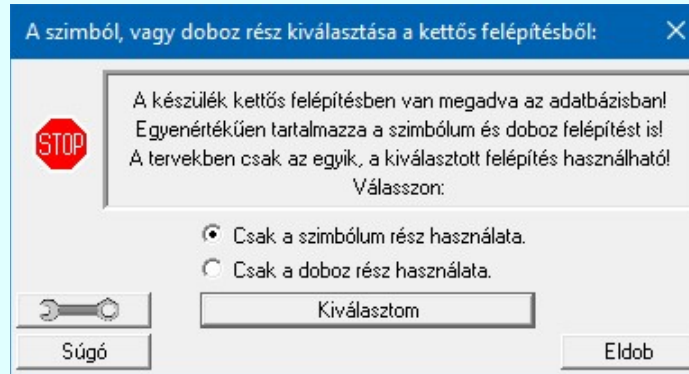 A szimból, vagy doboz rész kiválasztása a kettős felépítésből:
A készülék kettős felépítésben van megadva az adatbázisban!
STOP
Egyenértékűen tartalmazza a szimbólum és doboz felépítést is!
A tervekben csak az egyik, a kiválasztott felépítés használható!
Válasszon:
Csak a szimbólum rész használata.
Csak a doboz rész használata.
Kiválasztom
Súgó
Eldob